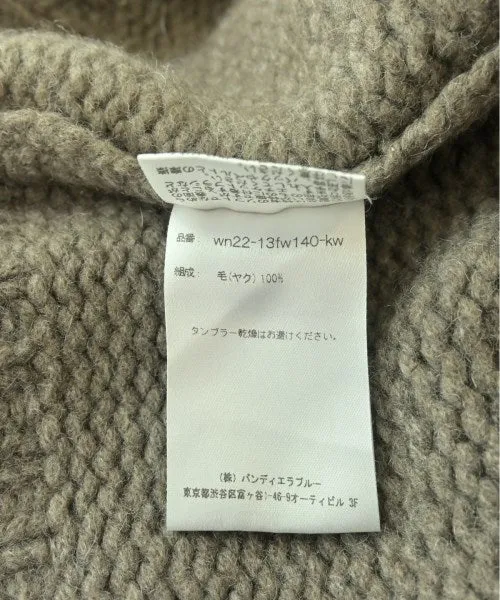 品番: wn22-13fw140-kw
組成: 毛(ヤク) 100%
タンブラー乾燥はお避けください。
(株) バンディエラブルー
東京都渋谷区富ヶ谷1-46-9オーティビル 3F